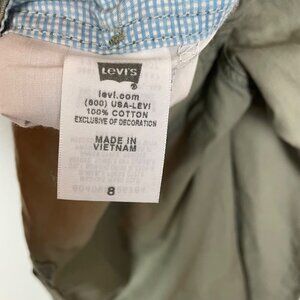 LEVI'S
levi.com
(800) USA-LEVI
100% COTTON
EXCLUSIVE OF DECORATION
MADE IN
VIETNAM
8